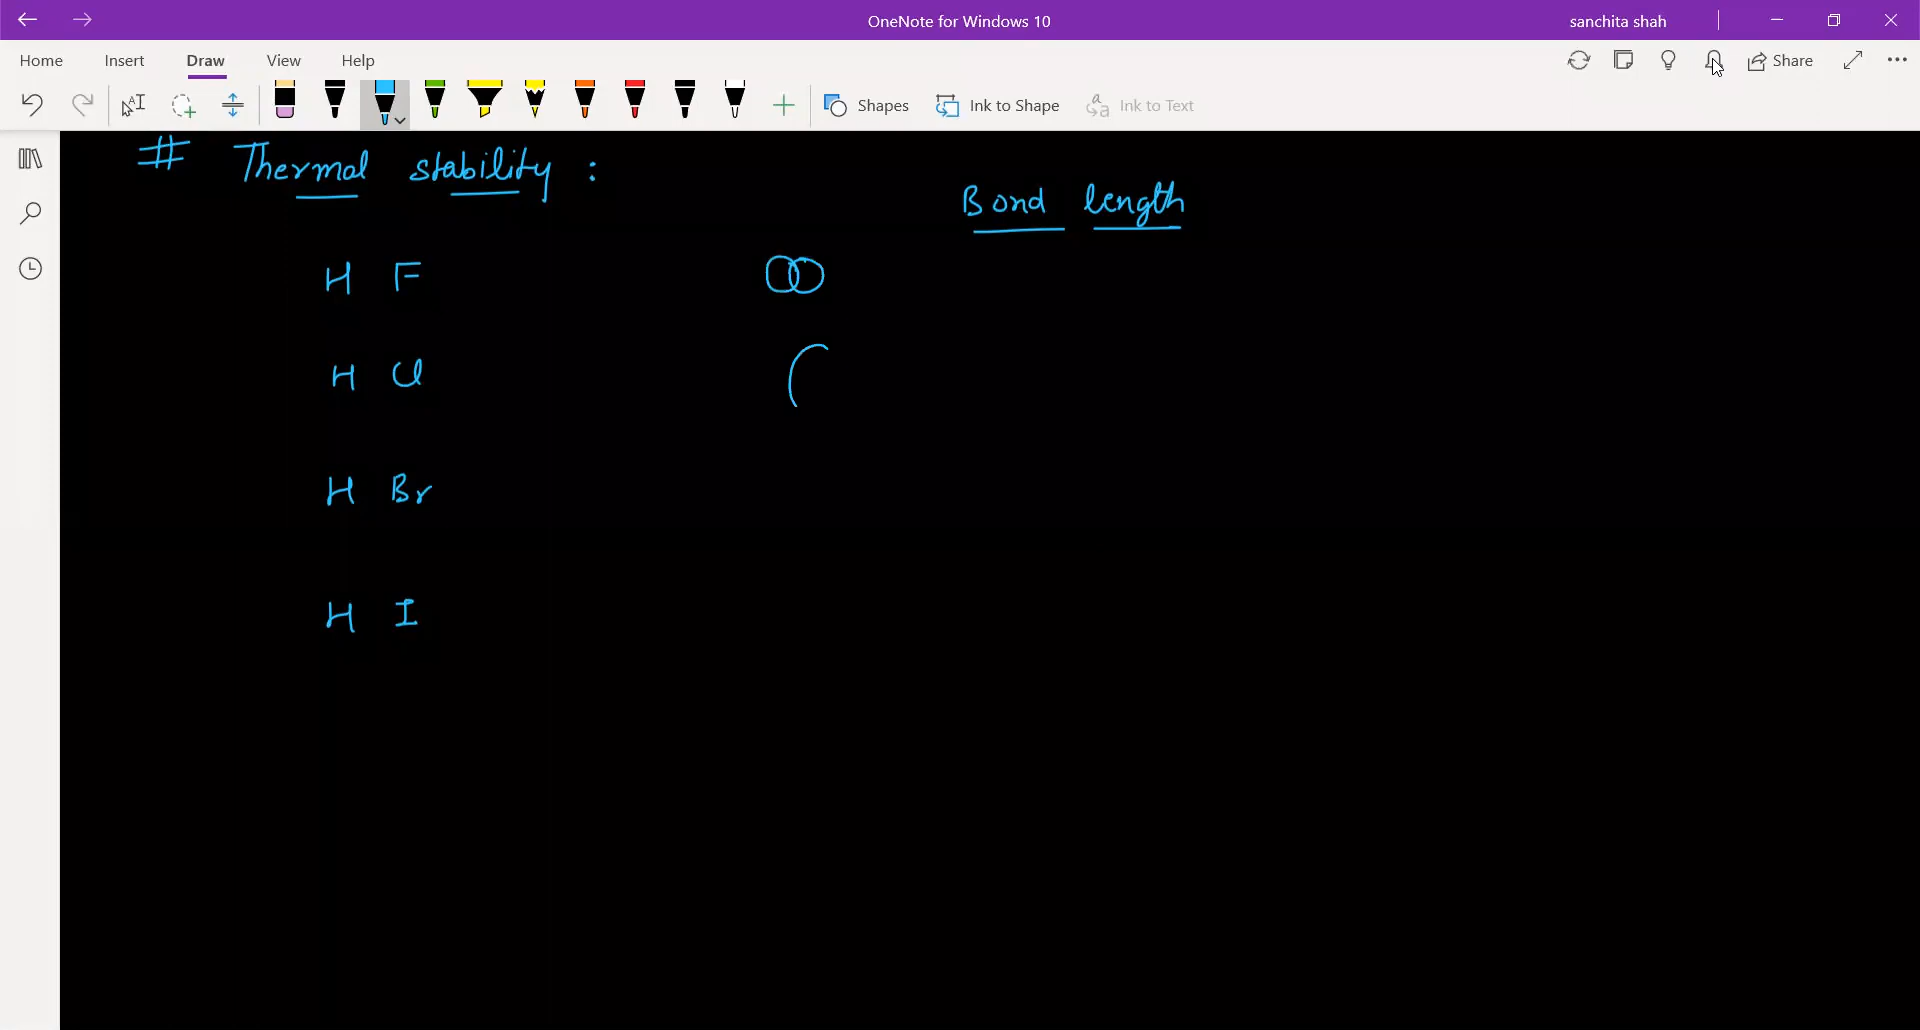 OneNote for Windows 10
sanchita shah
Home Insert Draw View Help
Share
Shapes Ink to Shape Ink to Text
# Thermal stability :
Bond length
H F
H Cl
H Br
H I